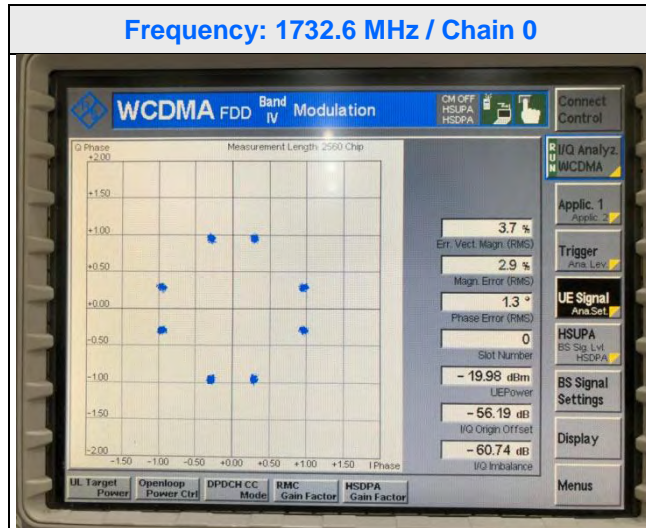 Frequency: 1732.6 MHz / Chain 0
WCDMA FDD Band IV Modulation
CM OFF
HSUPA
HSDPA
Connect Control
Q Phase
Measurement Length 2560 Chip
+2.00
+1.50
+1.00
+0.50
+0.00
-0.50
-1.00
-1.50
-2.00
-1.50 -1.00 -0.50 +0.00 +0.50 +1.00 +1.50 I Phase
3.7 %
Err. Vect. Magn. (RMS)
2.9 %
Magn. Error (RMS)
1.3 °
Phase Error (RMS)
0
Slot Number
- 19.98 dBm
UEPower
- 56.19 dB
I/Q Origin Offset
- 60.74 dB
I/Q Imbalance
RUN
I/Q Analyz.
WCDMA
Applic. 1
Applic. 2
Trigger
Ana. Lev.
UE Signal
Ana.Set.
HSUPA
BS Sig. Lvl.
HSDPA
BS Signal
Settings
Display
Menus
UL Target
Power
Openloop
Power Ctrl
DPDCH CC
Mode
RMC
Gain Factor
HSDPA
Gain Factor